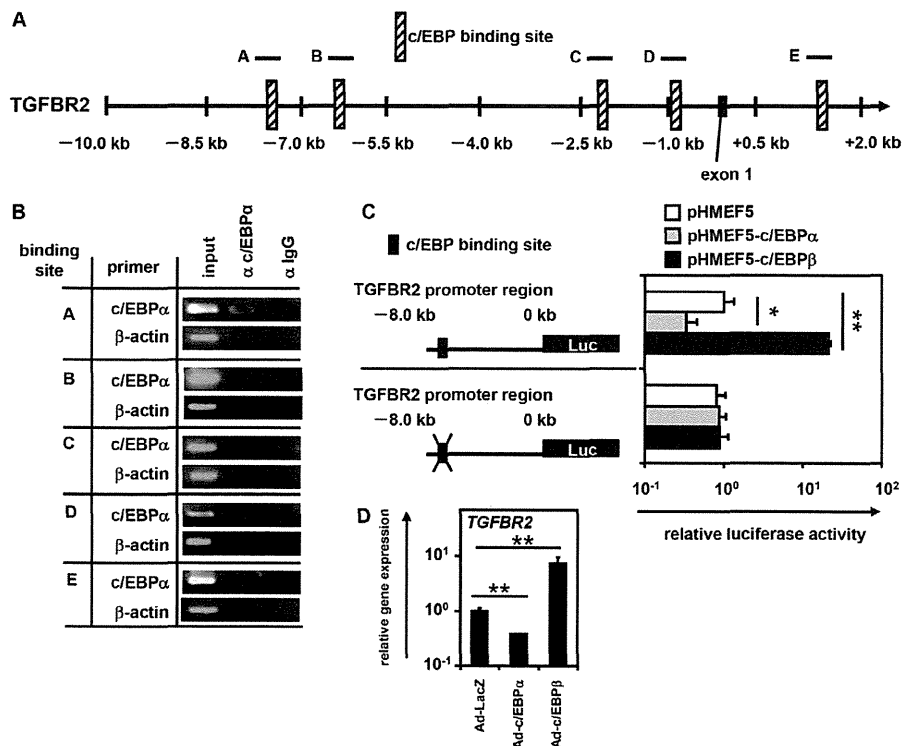 A
c/EBP binding site
A
B
C
D
E
TGFBR2
−10.0 kb
−8.5 kb
−7.0 kb
−5.5 kb
−4.0 kb
−2.5 kb
−1.0 kb
+0.5 kb
+2.0 kb
exon 1
B
binding site
primer
input
α c/EBPα
α IgG
A
c/EBPα
β-actin
B
c/EBPα
β-actin
C
c/EBPα
β-actin
D
c/EBPα
β-actin
E
c/EBPα
β-actin
C
c/EBP binding site
pHMEF5
pHMEF5-c/EBPα
pHMEF5-c/EBPβ
TGFBR2 promoter region
−8.0 kb
0 kb
Luc
*
**
TGFBR2 promoter region
−8.0 kb
0 kb
Luc
10⁻¹
10⁰
10¹
10²
relative luciferase activity
D
TGFBR2
relative gene expression
**
**
10¹
10⁰
10⁻¹
Ad-LacZ
Ad-c/EBPα
Ad-c/EBPβ